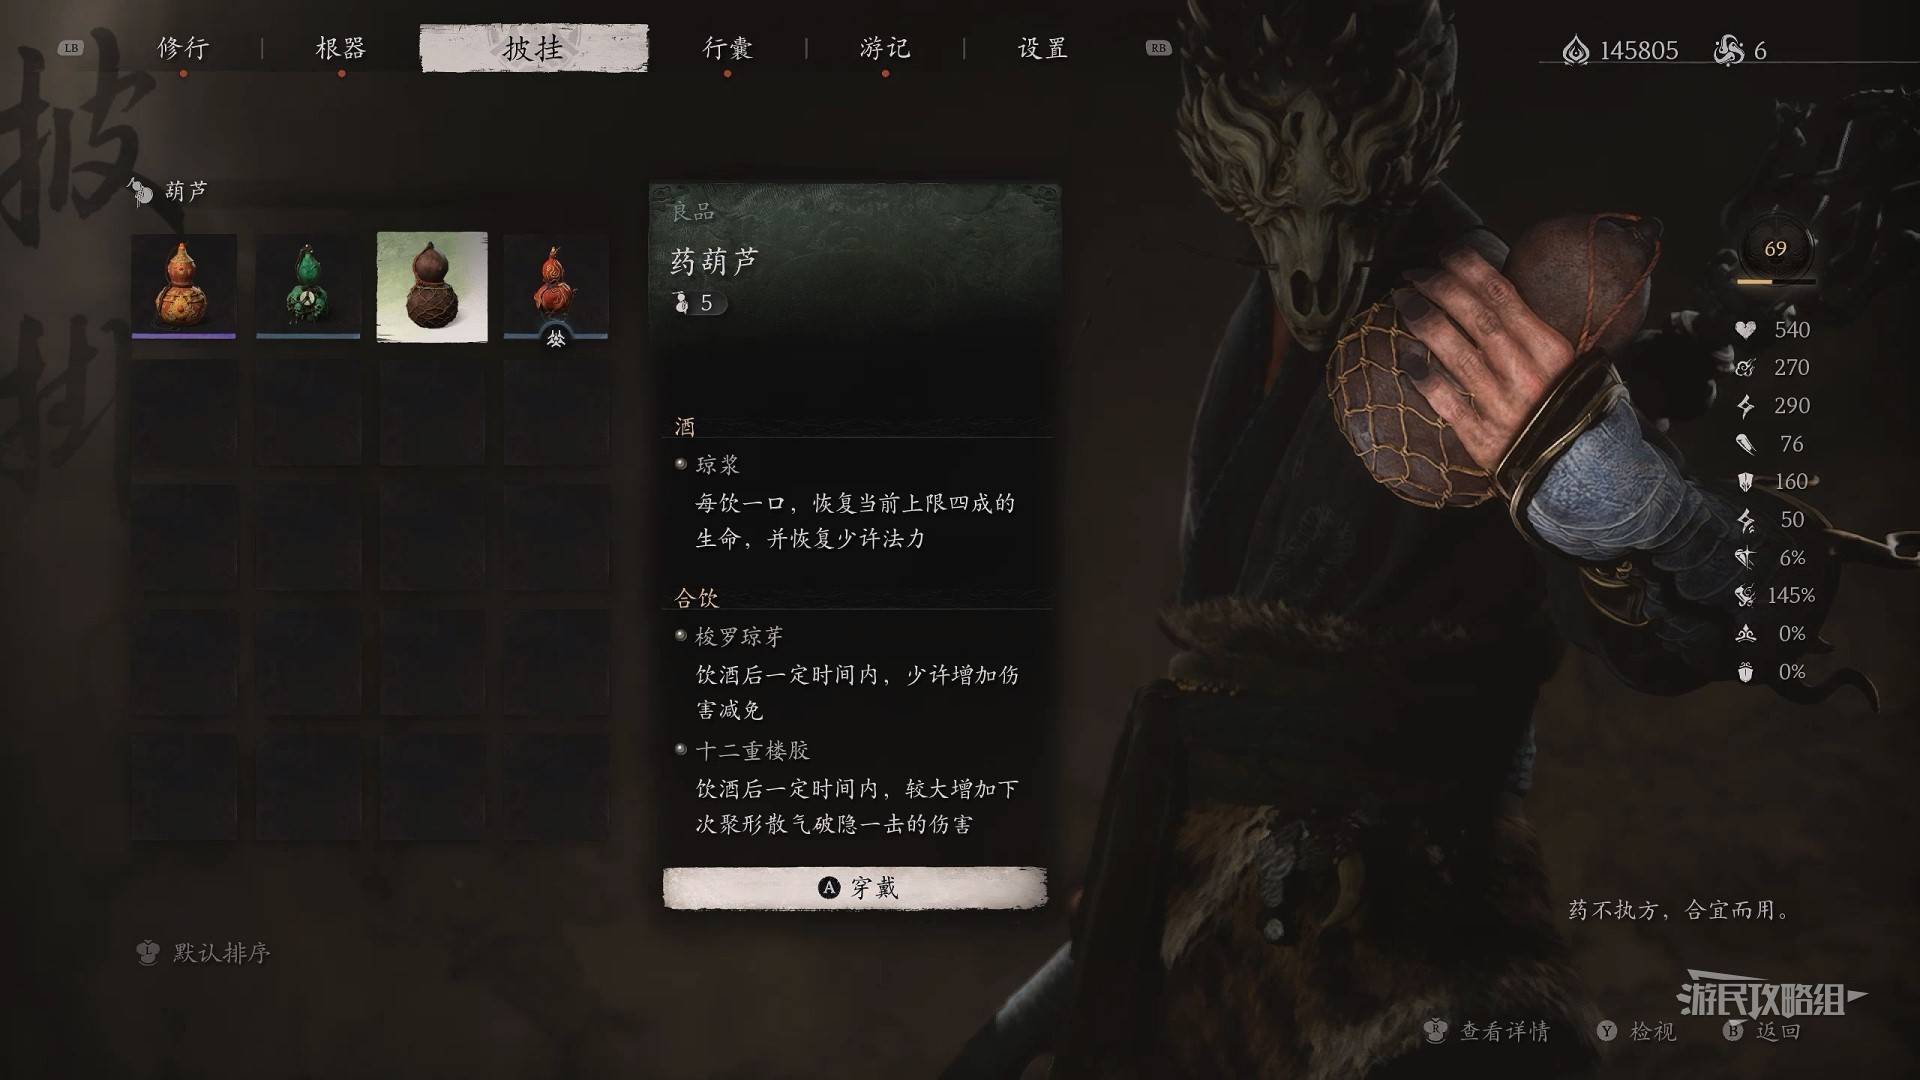 LB
修行
根器
披挂
行囊
游记
设置
RB
145805
6
披挂
葫芦
良品
药葫芦
5
酒
琼浆
每饮一口，恢复当前上限四成的
生命，并恢复少许法力
合饮
梭罗琼芽
饮酒后一定时间内，少许增加伤
害减免
十二重楼胶
饮酒后一定时间内，较大增加下
次聚形散气破隐一击的伤害
A 穿戴
L 默认排序
69
540
270
290
76
160
50
6%
145%
0%
0%
药不执方，合宜而用。
游民攻略组
R 查看详情
Y 检视
B 返回